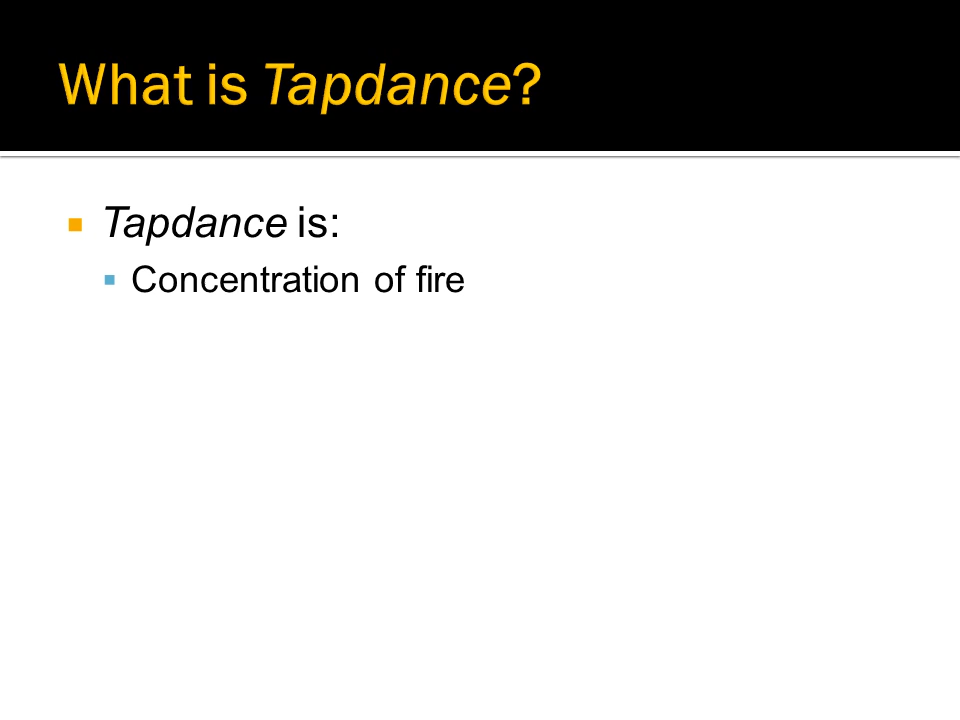 What is Tapdance?
Tapdance is:
Concentration of fire